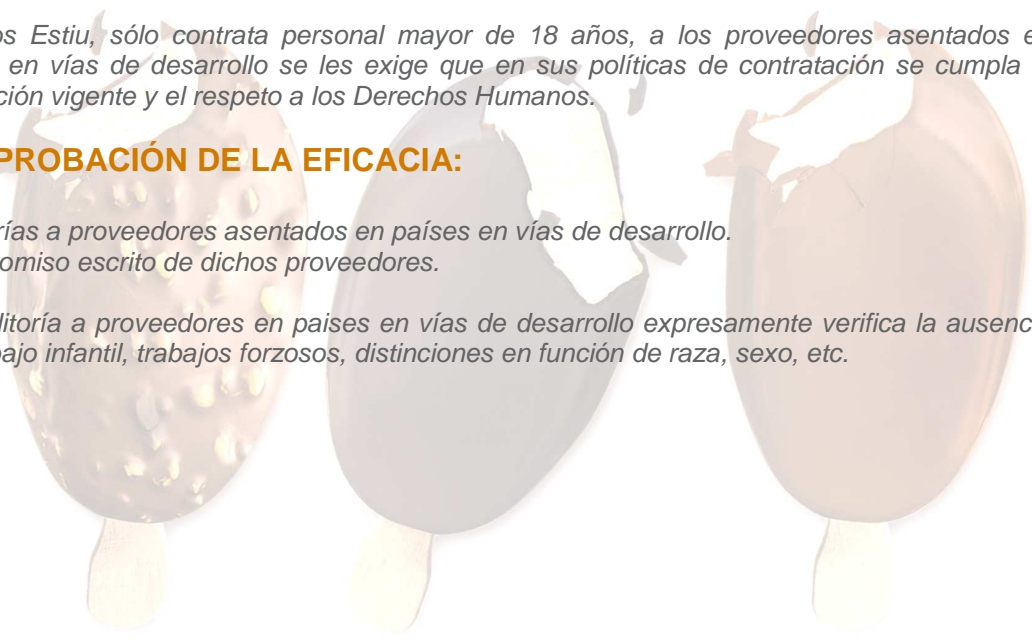 os Estiu, sólo contrata personal mayor de 18 años, a los proveedores asentados e
en vías de desarrollo se les exige que en sus políticas de contratación se cumpla
ción vigente y el respeto a los Derechos Humanos.
PROBACIÓN DE LA EFICACIA:
rías a proveedores asentados en países en vías de desarrollo.
omiso escrito de dichos proveedores.
ditoría a proveedores en paises en vías de desarrollo expresamente verifica la ausenc
bajo infantil, trabajos forzosos, distinciones en función de raza, sexo, etc.